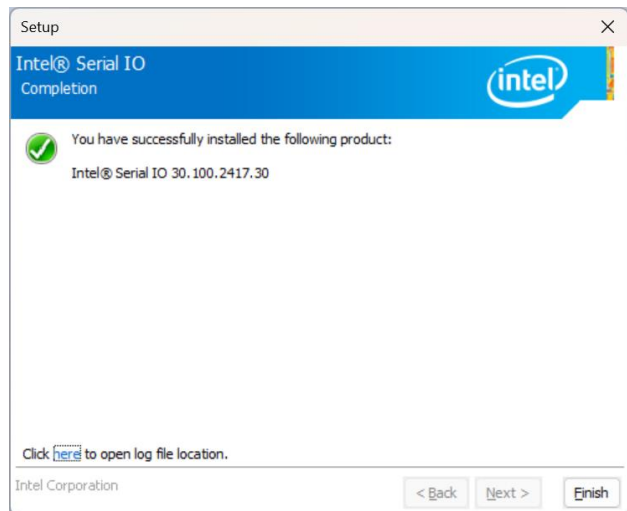 Setup
Intel® Serial IO
Completion
intel
You have successfully installed the following product:
Intel® Serial IO 30.100.2417.30
Click here to open log file location.
Intel Corporation
< Back Next > Finish